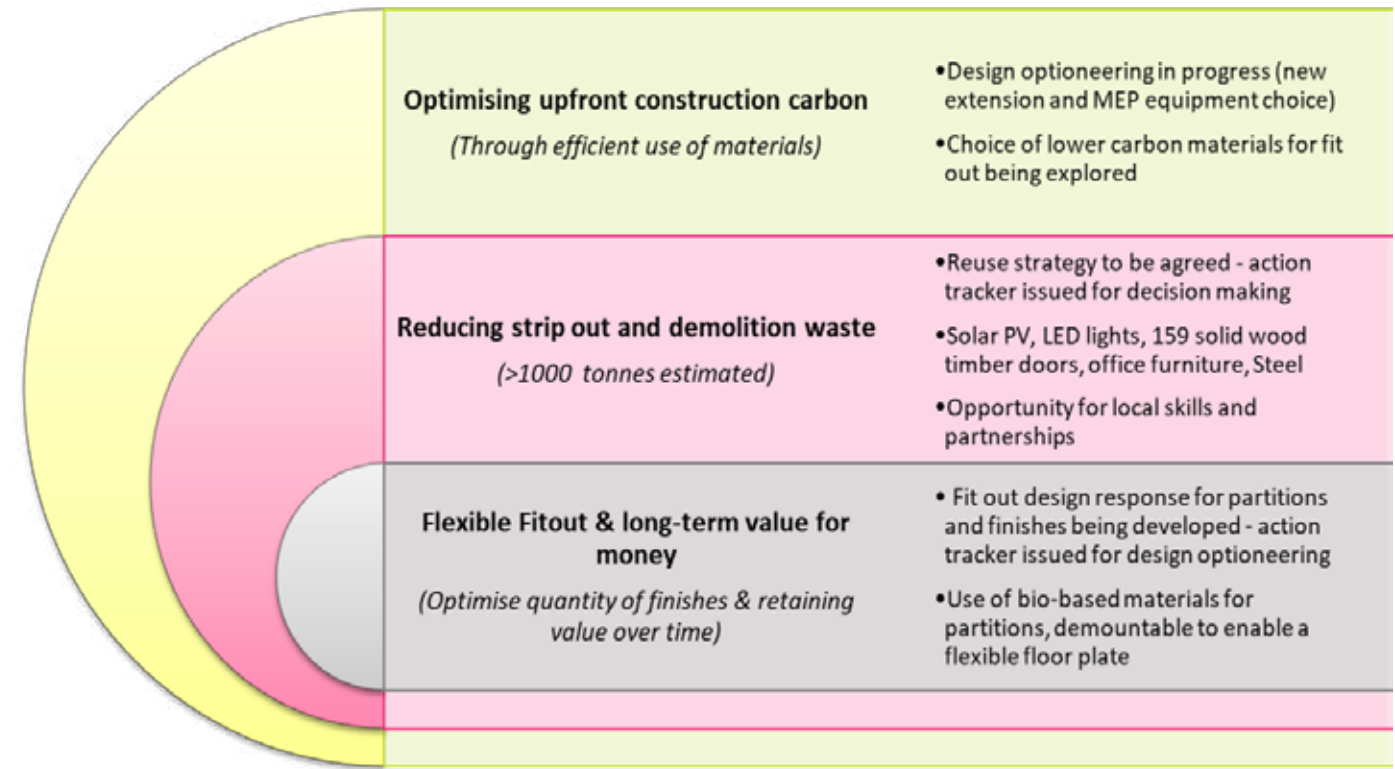 Optimising upfront construction carbon
(Through efficient use of materials)
•Design optioneering in progress (new
extension and MEP equipment choice)
•Choice of lower carbon materials for fit
out being explored
Reducing strip out and demolition waste
(>1000 tonnes estimated)
•Reuse strategy to be agreed - action
tracker issued for decision making
•Solar PV, LED lights, 159 solid wood
timber doors, office furniture, Steel
•Opportunity for local skills and
partnerships
Flexible Fitout & long-term value for
money
(Optimise quantity of finishes & retaining
value over time)
• Fit out design response for partitions
and finishes being developed - action
tracker issued for design optioneering
•Use of bio-based materials for
partitions, demountable to enable a
flexible floor plate